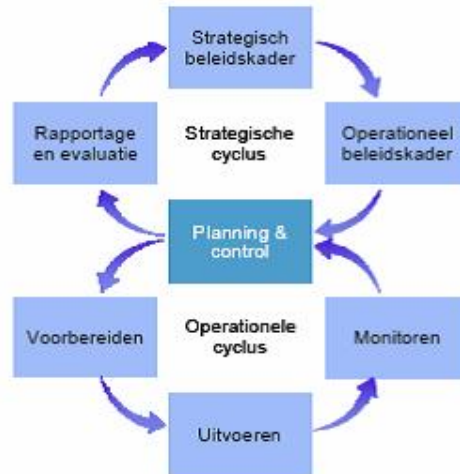 Strategisch
beleidskader
Rapportage
en evaluatie
Strategische
cyclus
Operationeel
beleidskader
Planning &
control
Voorbereiden
Operationele
cyclus
Monitoren
Uitvoeren